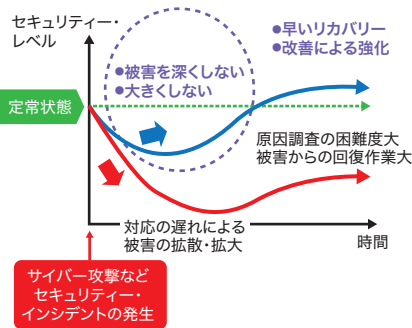 セキュリティー・
レベル
●早いリカバリー
●改善による強化
●被害を深くしない
●大きくしない
定常状態
原因調査の困難度大
被害からの回復作業大
対応の遅れによる
被害の拡散・拡大
時間
サイバー攻撃など
セキュリティー・
インシデントの発生